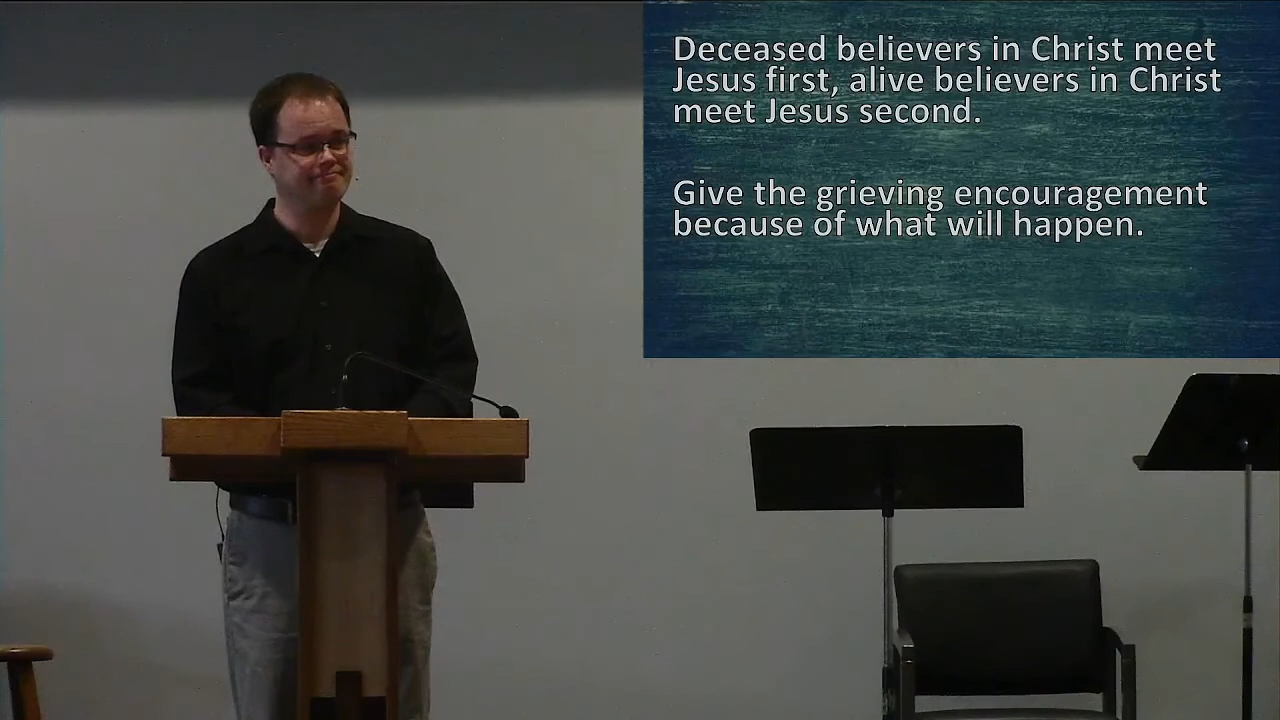 Deceased believers in Christ meet
Jesus first, alive believers in Christ
meet Jesus second.
Give the grieving encouragement
because of what will happen.